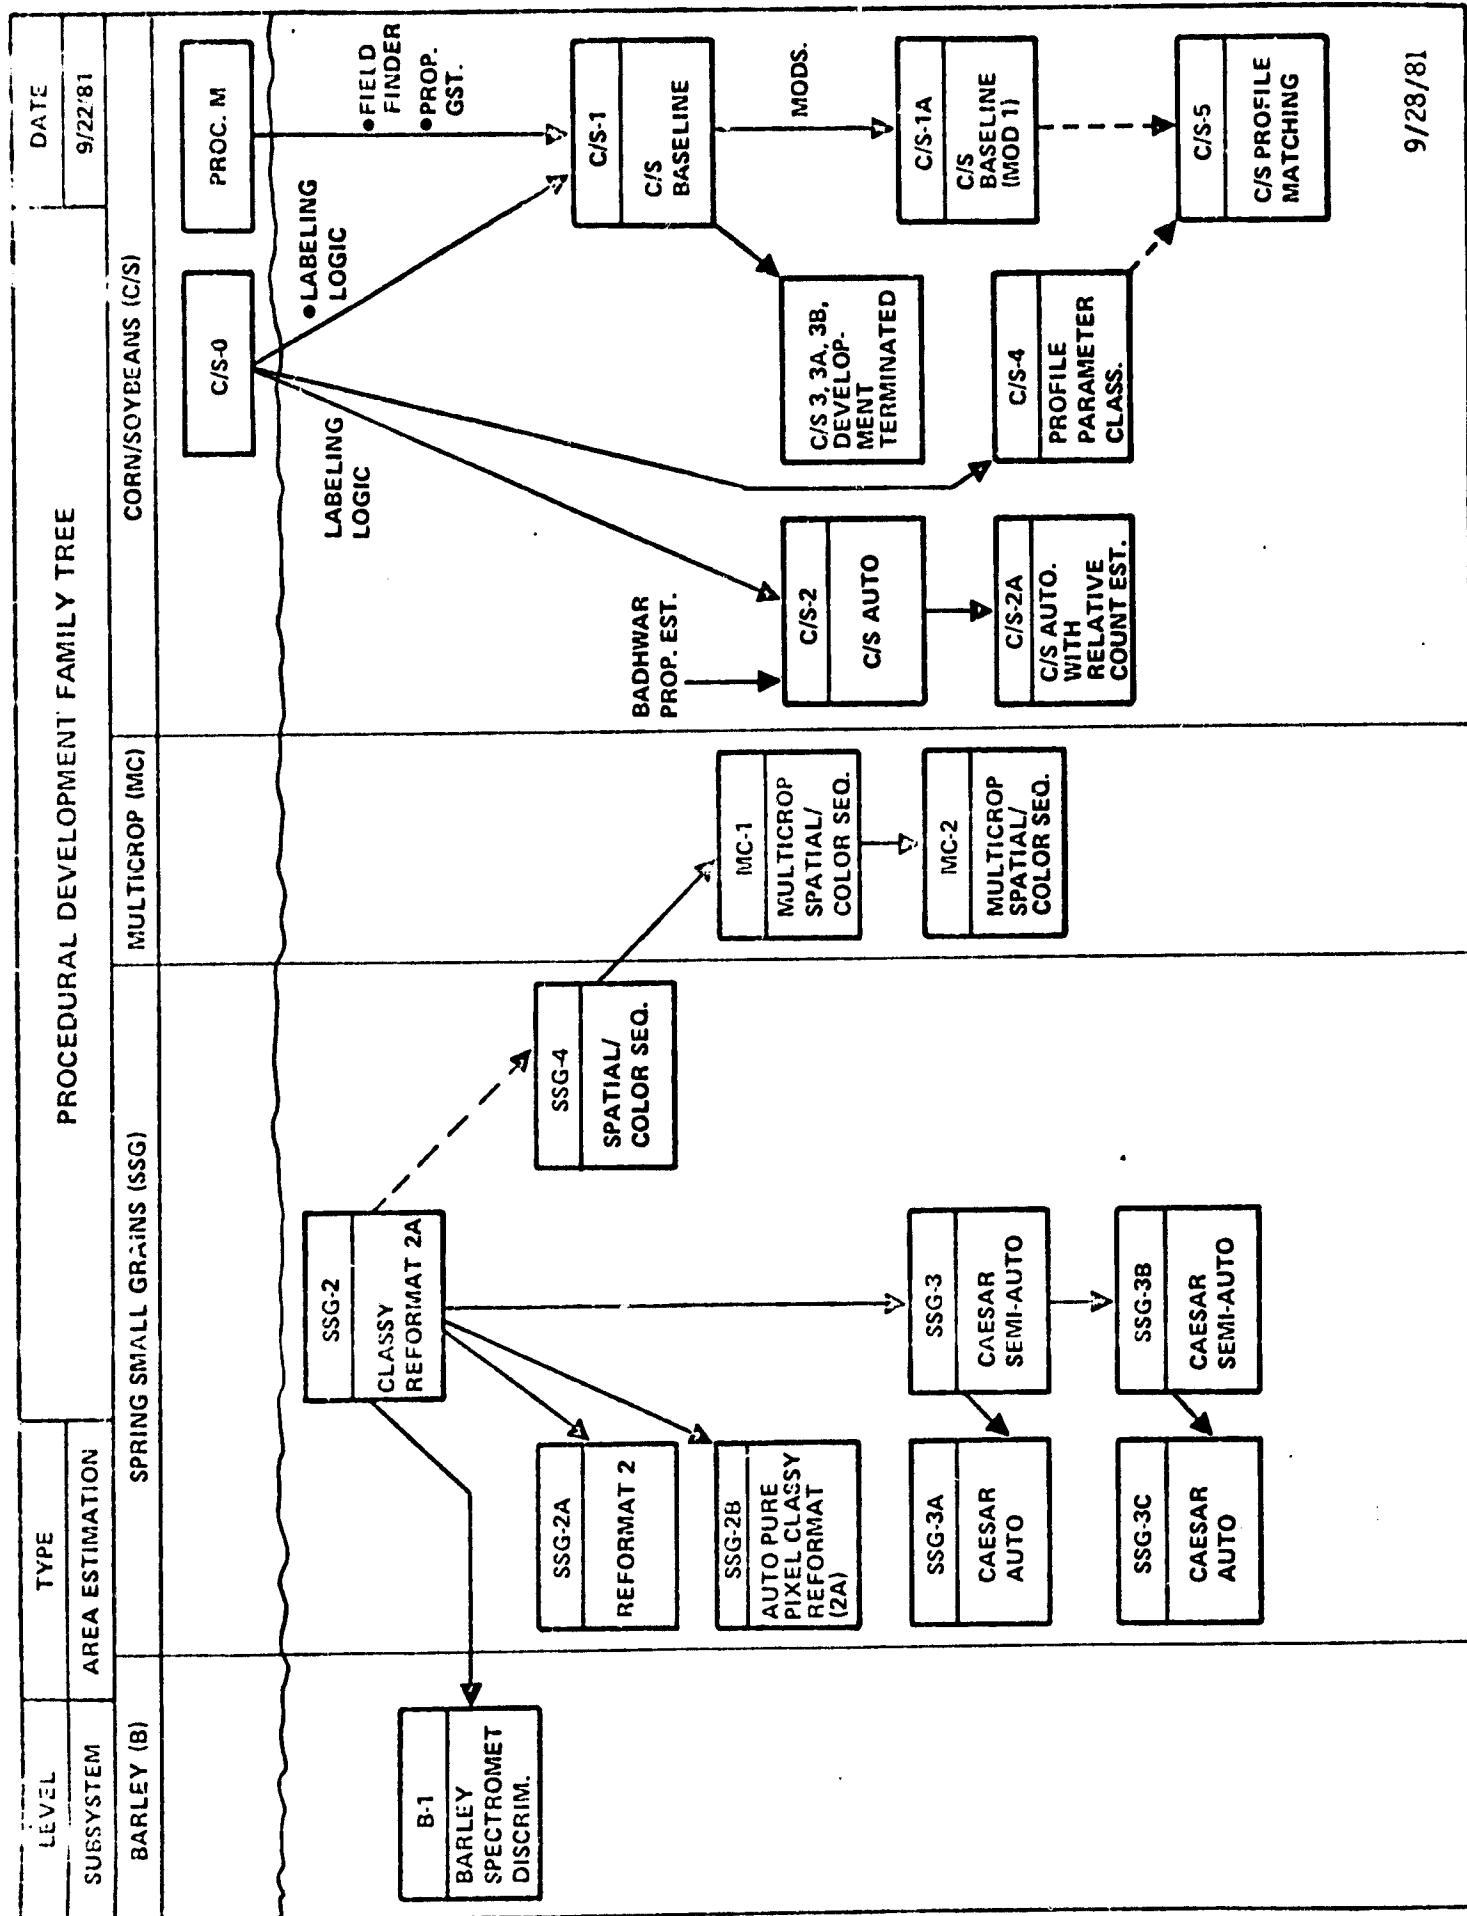 LEVEL
TYPE
PROCEDURAL DEVELOPMENT FAMILY TREE
DATE
SUBSYSTEM
AREA ESTIMATION
9/22/81
BARLEY (B)
SPRING SMALL GRAINS (SSG)
MULTICROP (MC)
CORN/SOYBEANS (C/S)
B-1
BARLEY
SPECTROMET
DISCRIM.
SSG-2
CLASSY
REFORMAT 2A
SSG-2A
REFORMAT 2
SSG-2B
AUTO PURE
PIXEL CLASSY
REFORMAT
(2A)
SSG-4
SPATIAL/
COLOR SEQ.
SSG-3
CAESAR
SEMI-AUTO
SSG-3A
CAESAR
AUTO
SSG-3B
CAESAR
SEMI-AUTO
SSG-3C
CAESAR
AUTO
MC-1
MULTICROP
SPATIAL/
COLOR SEQ.
MC-2
MULTICROP
SPATIAL/
COLOR SEQ.
C/S-0
PROC. M
LABELING
LOGIC
●LABELING
LOGIC
●FIELD
FINDER
●PROP.
GST.
BADHWAR
PROP. EST.
C/S-2
C/S AUTO
C/S-2A
C/S AUTO.
WITH
RELATIVE
COUNT EST.
C/S-1
C/S
BASELINE
C/S 3, 3A, 3B,
DEVELOP-
MENT
TERMINATED
MODS.
C/S-1A
C/S
BASELINE
(MOD 1)
C/S-4
PROFILE
PARAMETER
CLASS.
C/S-5
C/S PROFILE
MATCHING
9/28/81